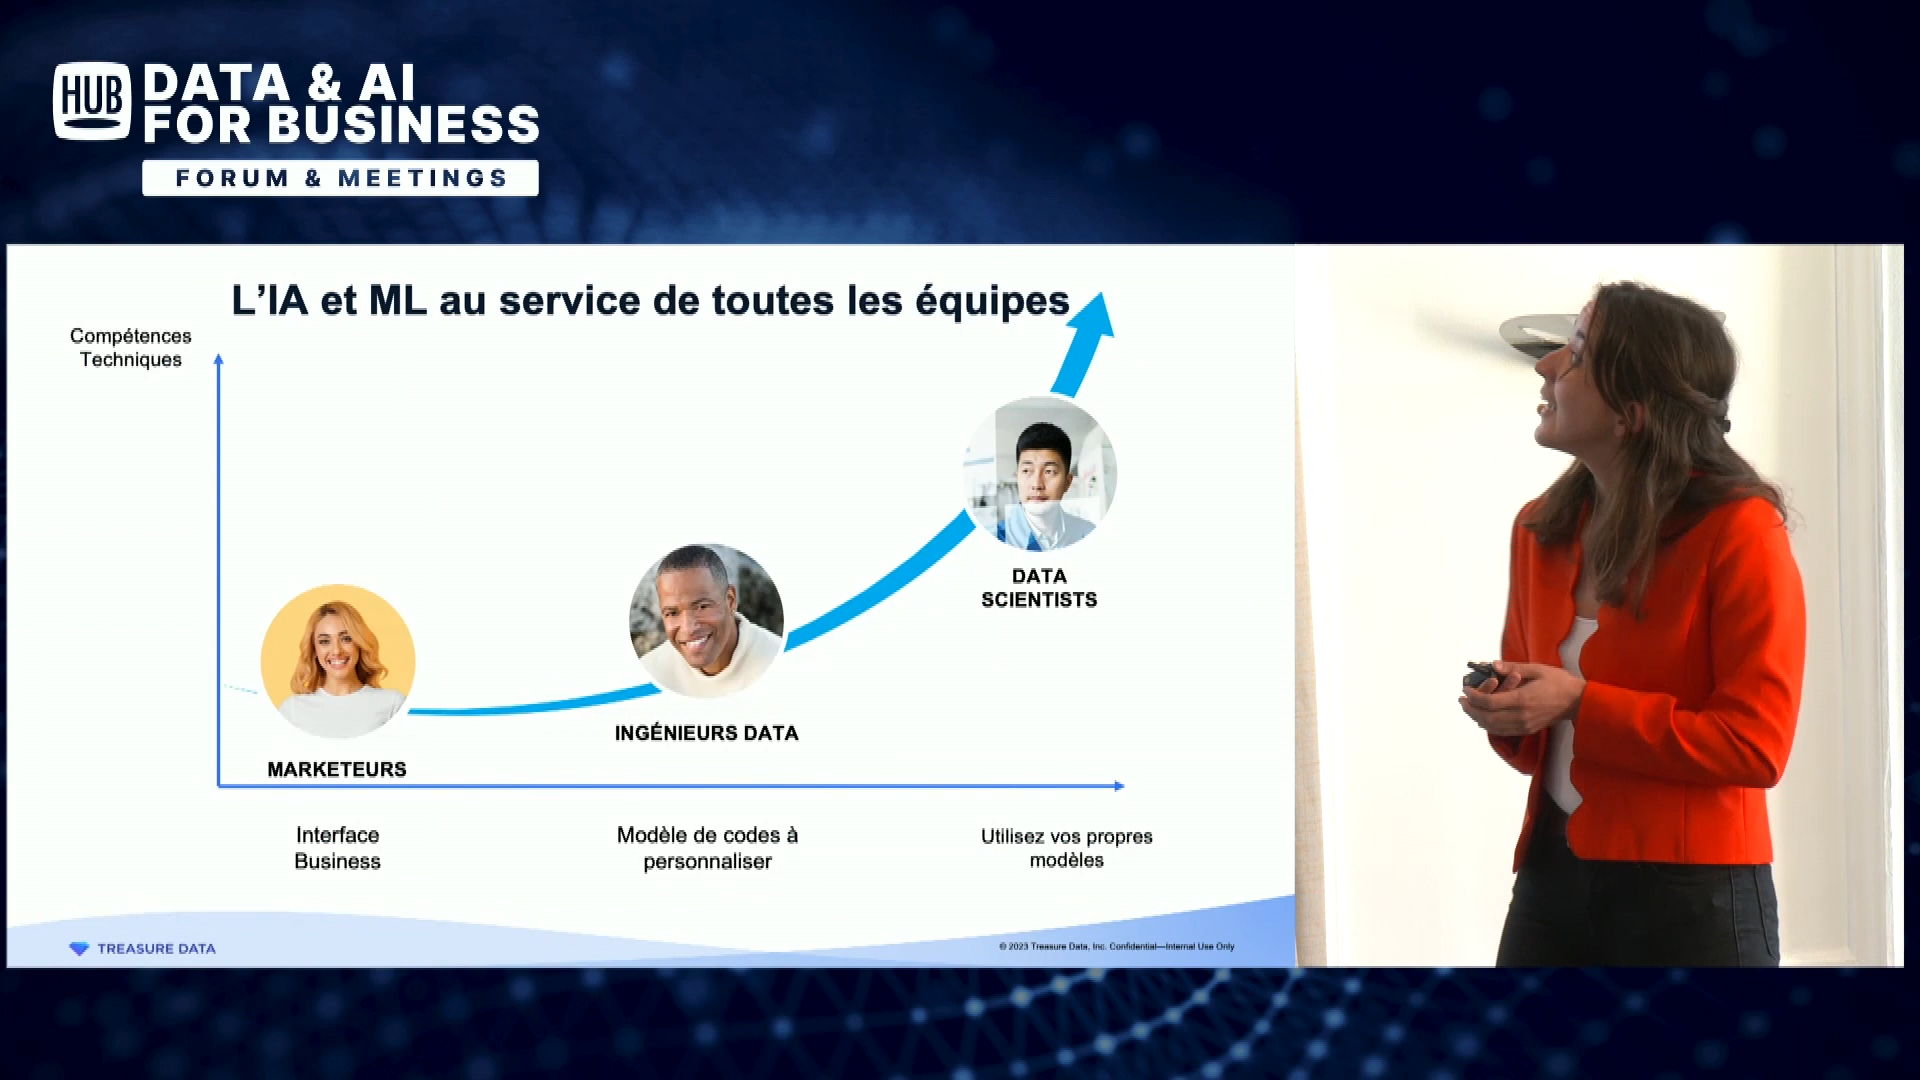 HUB
DATA & AI
FOR BUSINESS
FORUM & MEETINGS
L'IA et ML au service de toutes les équipes
Compétences
Techniques
DATA
SCIENTISTS
INGÉNIEURS DATA
MARKETEURS
Interface
Business
Modèle de codes à
personnaliser
Utilisez vos propres
modèles
TREASURE DATA
© 2023 Treasure Data, Inc. Confidential—Internal Use Only